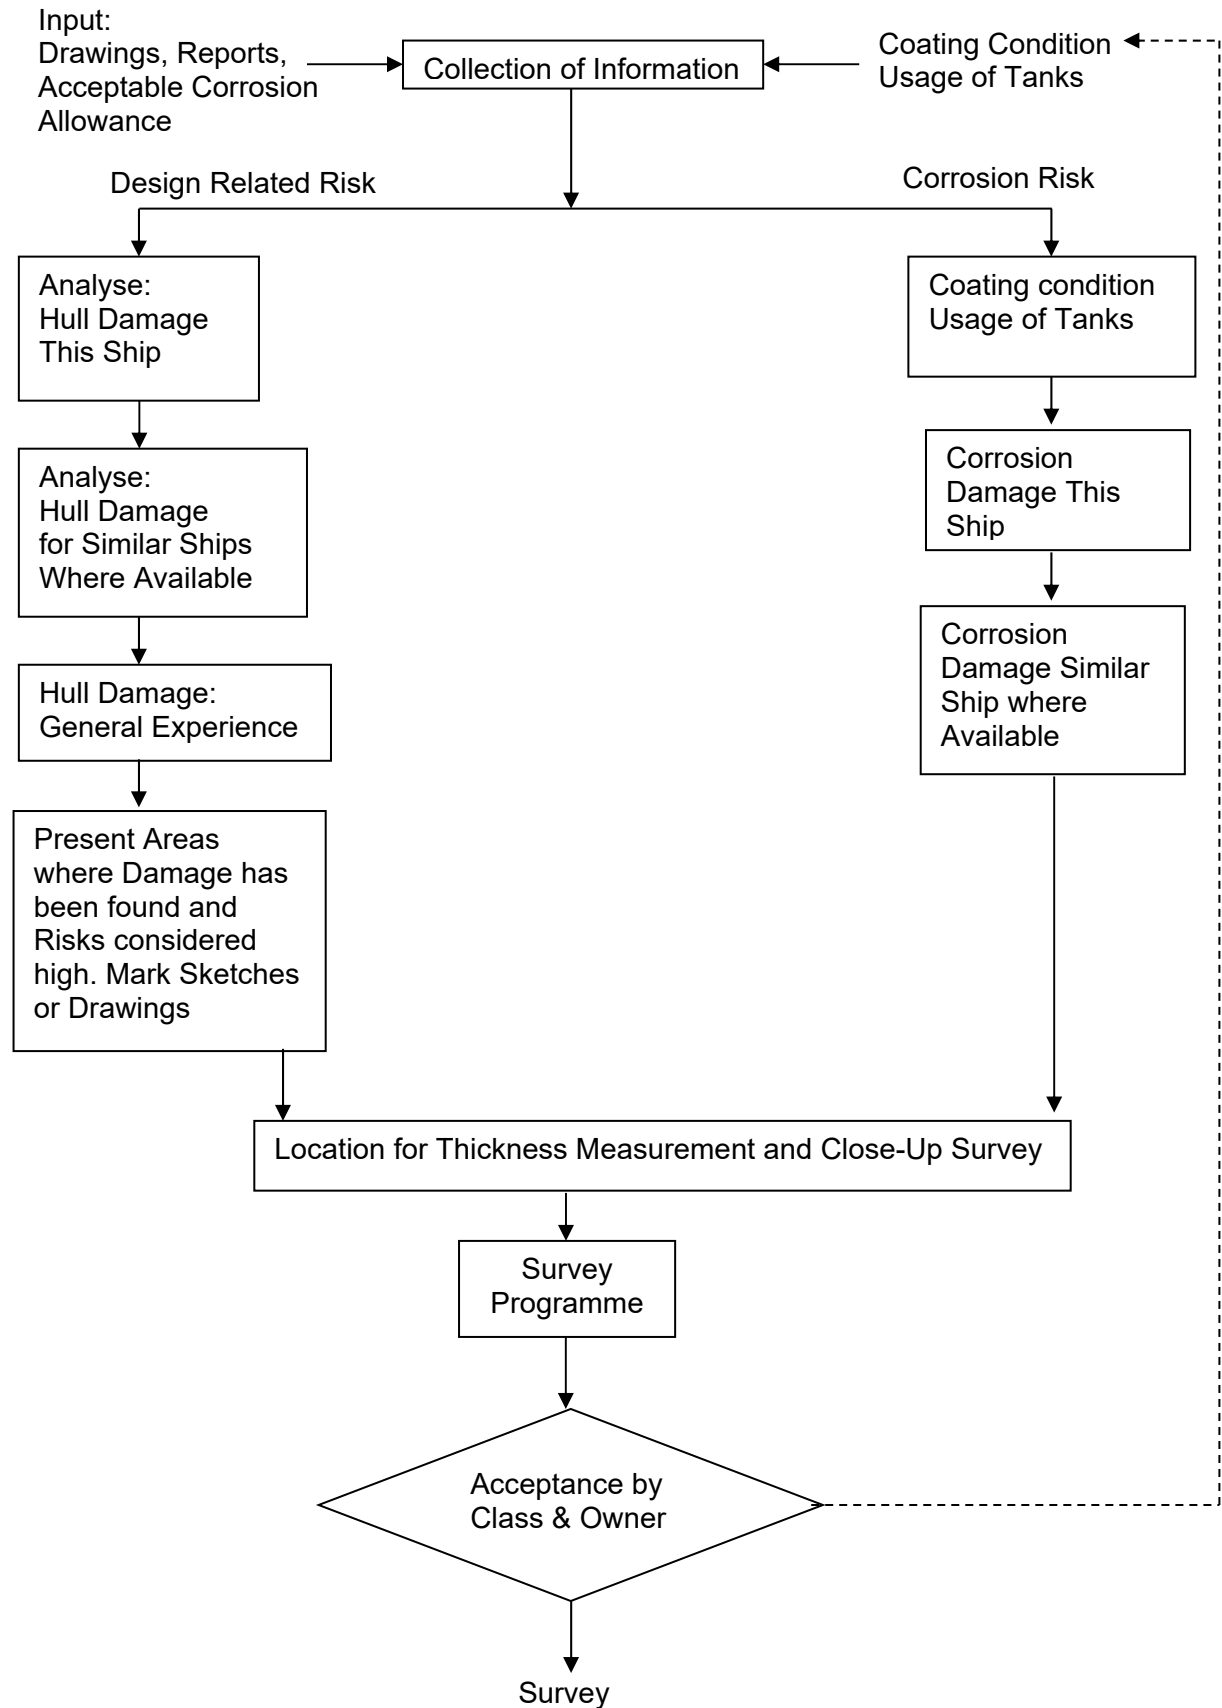 Input:
Drawings, Reports,
Acceptable Corrosion
Allowance
Collection of Information
Coating Condition
Usage of Tanks
Design Related Risk
Corrosion Risk
Analyse:
Hull Damage
This Ship
Analyse:
Hull Damage
for Similar Ships
Where Available
Hull Damage:
General Experience
Present Areas
where Damage has
been found and
Risks considered
high. Mark Sketches
or Drawings
Coating condition
Usage of Tanks
Corrosion
Damage This
Ship
Corrosion
Damage Similar
Ship where
Available
Location for Thickness Measurement and Close-Up Survey
Survey
Programme
Acceptance by
Class & Owner
Survey